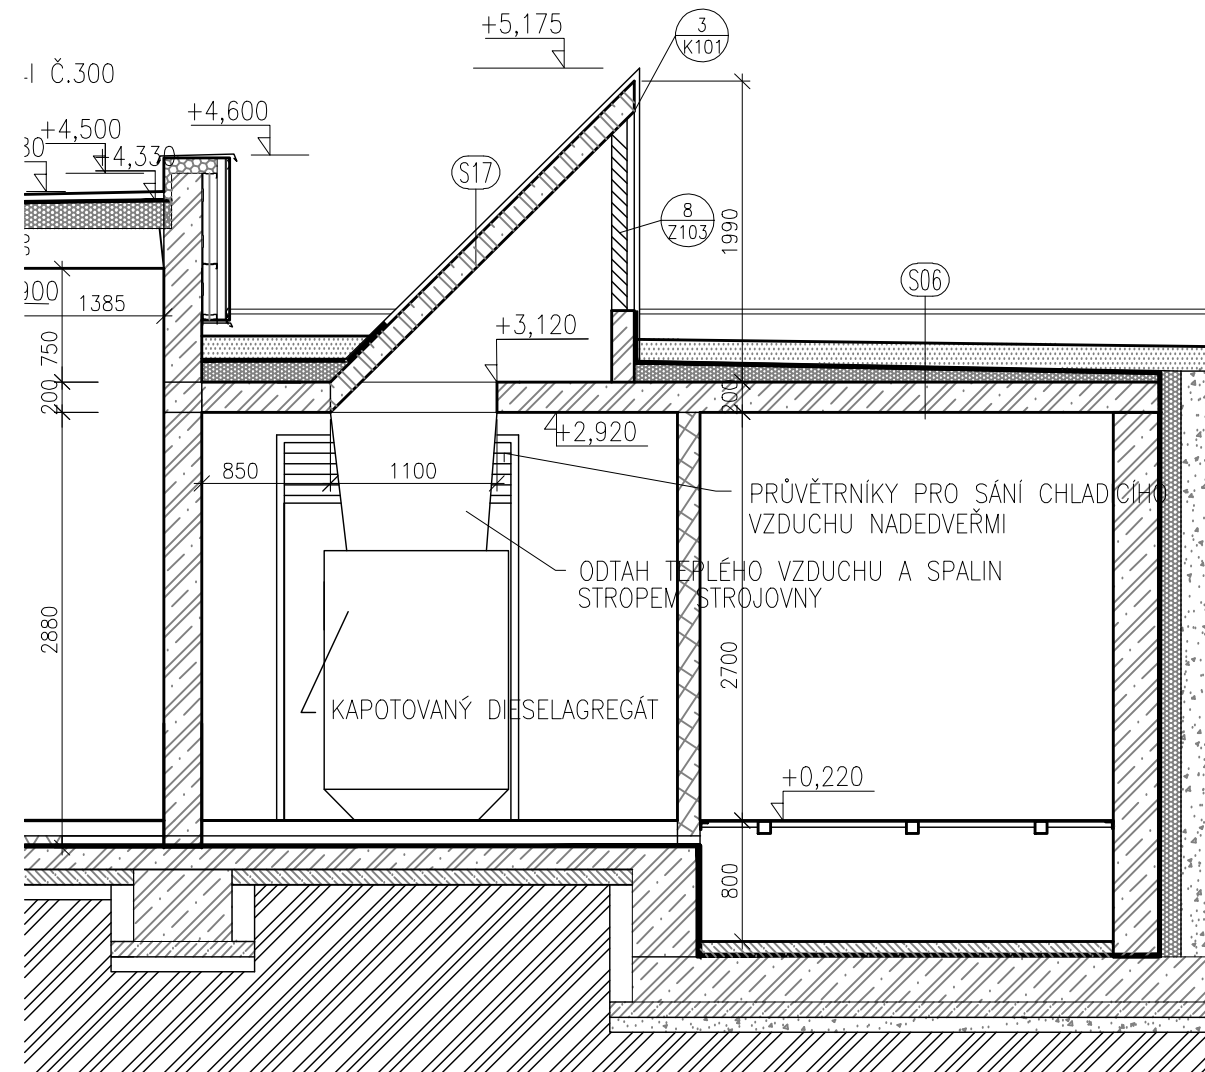 +5,175
3
K101
Č.300
+4,600
+4,500
+4,330
S17
8
Z103
1990
S06
1385
750
+3,120
200
200
+2,920
850
1100
PRŮVĚTRNÍKY PRO SÁNÍ CHLADICÍHO
VZDUCHU NADEDVEŘMI
ODTAH TEPLÉHO VZDUCHU A SPALIN
STROPEM STROJOVNY
2880
2700
KAPOTOVANÝ DIESELAGREGÁT
+0,220
800